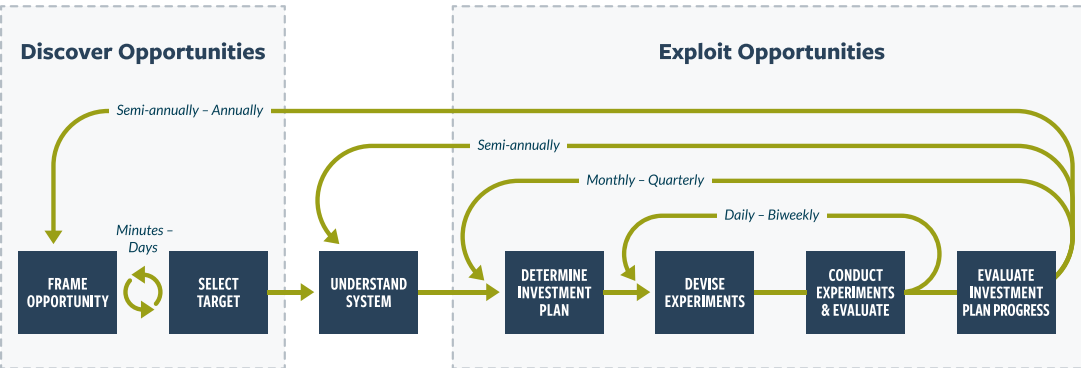 Discover Opportunities
Exploit Opportunities
Semi-annually – Annually
Semi-annually
Monthly – Quarterly
Daily – Biweekly
Minutes –
Days
FRAME
OPPORTUNITY
SELECT
TARGET
UNDERSTAND
SYSTEM
DETERMINE
INVESTMENT
PLAN
DEVISE
EXPERIMENTS
CONDUCT
EXPERIMENTS
& EVALUATE
EVALUATE
INVESTMENT
PLAN PROGRESS